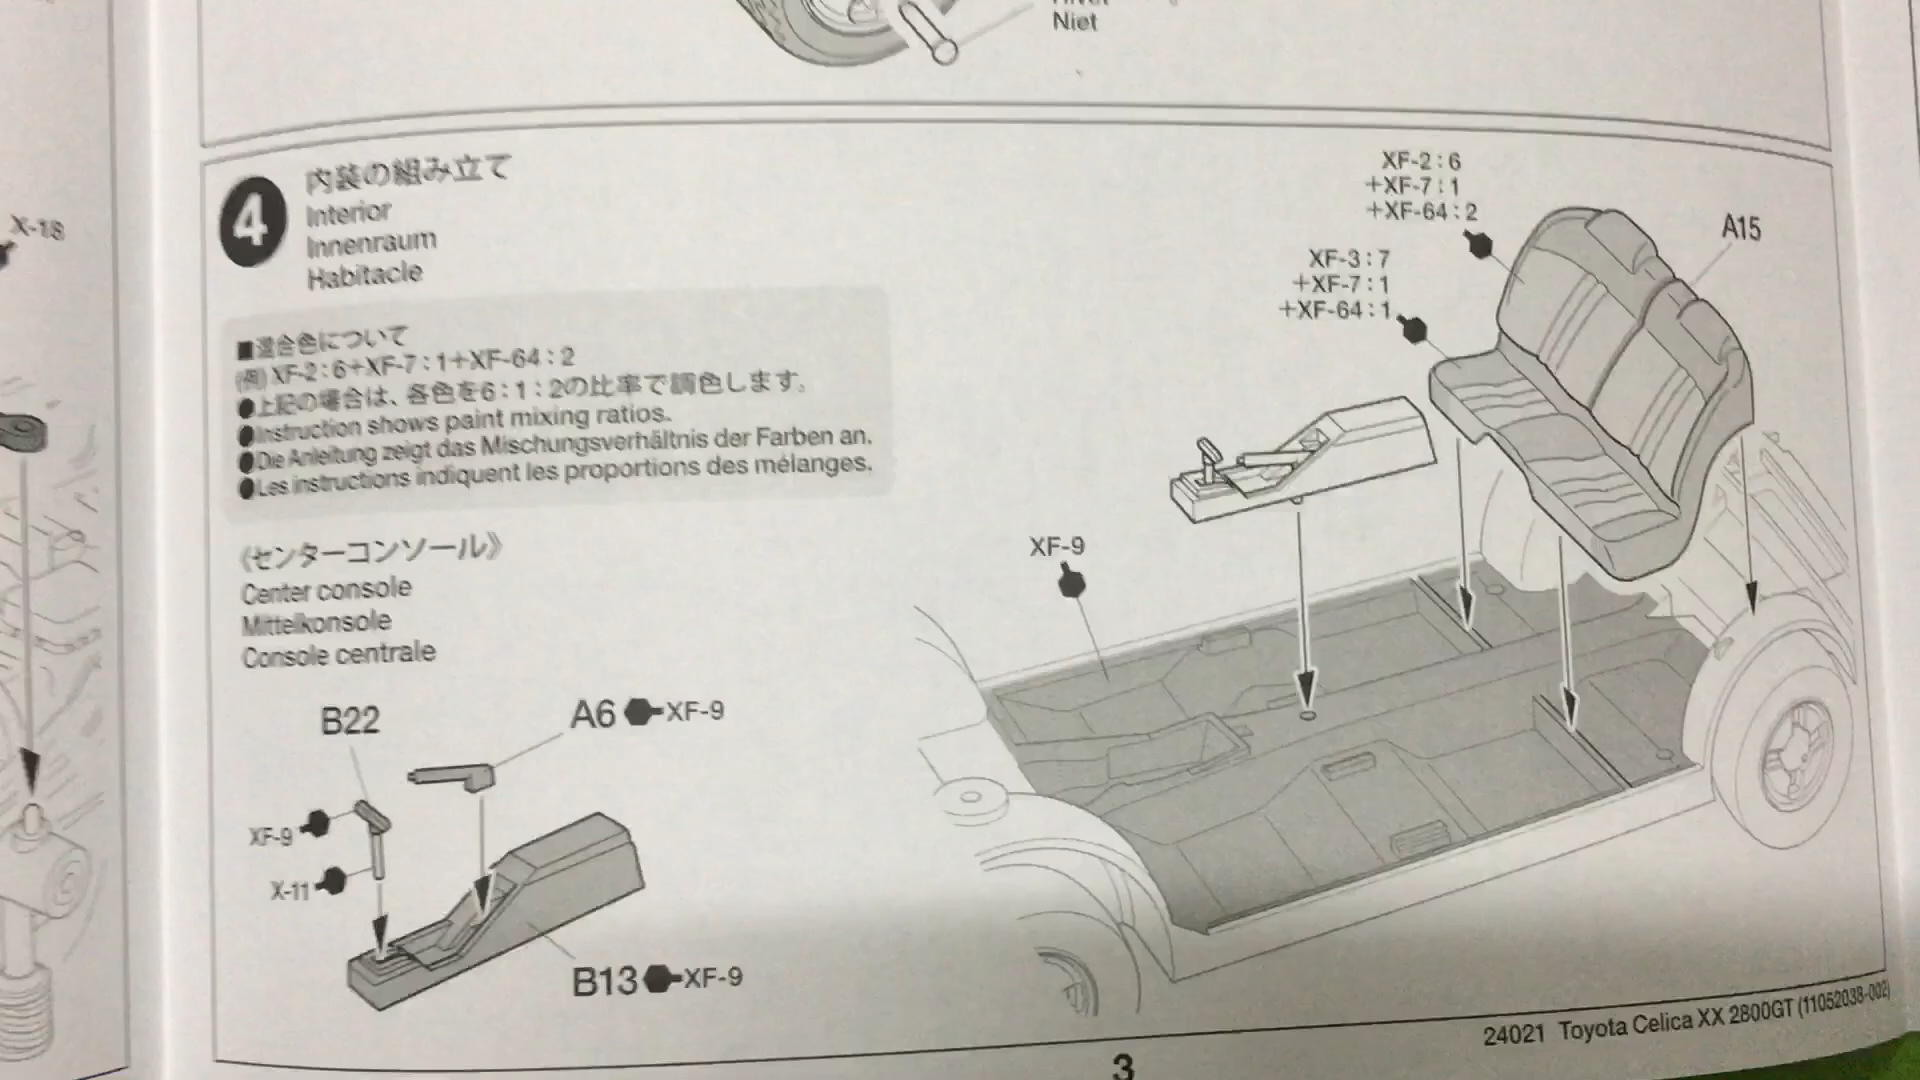 Niet
X-18
4
内装の組み立て
Interior
Innenraum
Habitacle
■混合色について
(例) XF-2:6+XF-7:1+XF-64:2
●上記の場合は、各色を6:1:2の比率で調色します。
●Instruction shows paint mixing ratios.
●Die Anleitung zeigt das Mischungsverhältnis der Farben an.
●Les instructions indiquent les proportions des mélanges.
《センターコンソール》
Center console
Mittelkonsole
Console centrale
B22
A6 XF-9
XF-9
X-11
B13 XF-9
XF-2:6
+XF-7:1
+XF-64:2
A15
XF-3:7
+XF-7:1
+XF-64:1
XF-9
24021 Toyota Celica XX 2800GT (11052038-002)
3